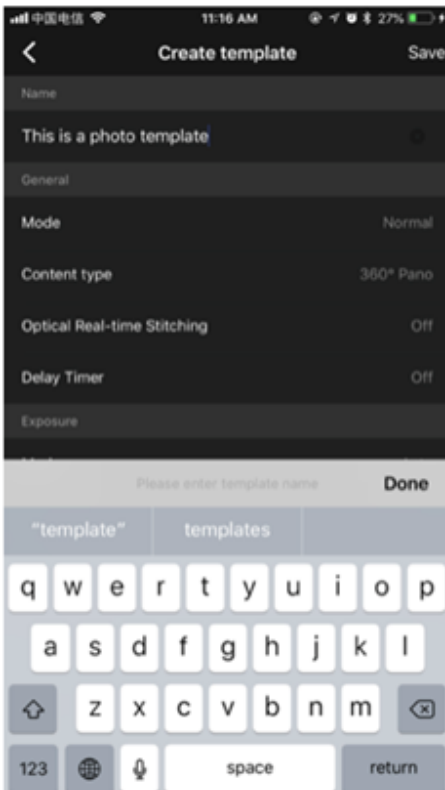 中国电信 11:16 AM 27%
Create template Save
Name
This is a photo template
General
Mode Normal
Content type 360° Pano
Optical Real-time Stitching Off
Delay Timer Off
Exposure
Please enter template name Done
"template" templates
q w e r t y u i o p
a s d f g h j k l
z x c v b n m
123 space return